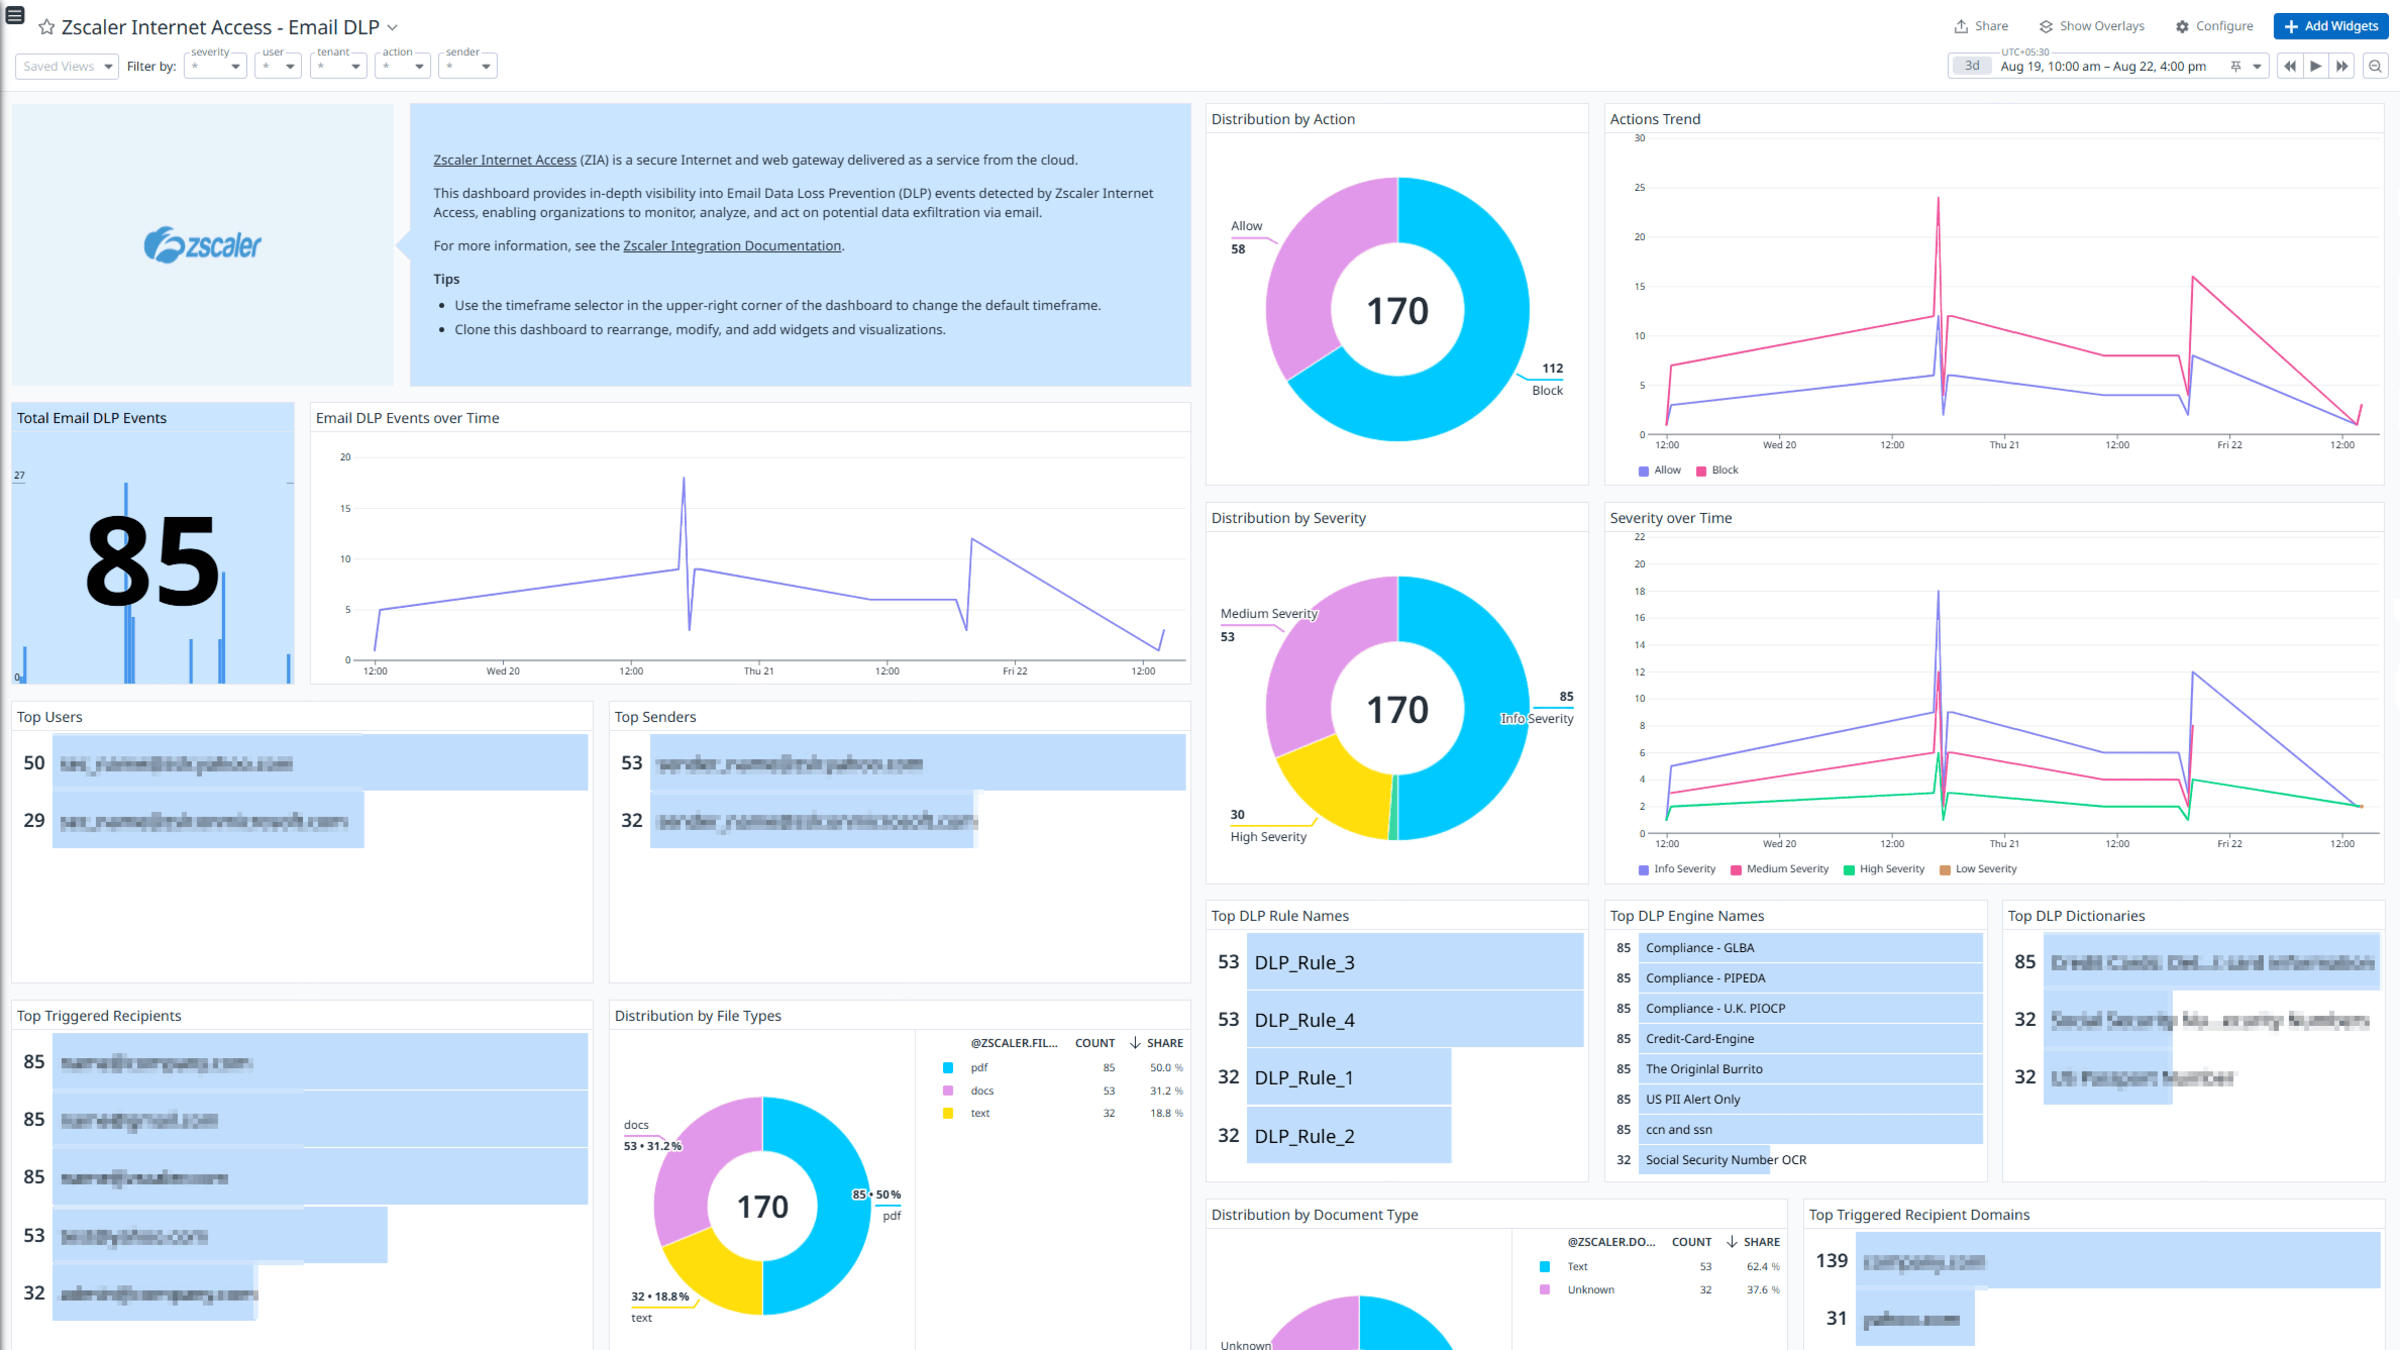 Zscaler Internet Access - Email DLP
Share
Show Overlays
Configure
Add Widgets
Saved Views
Filter by:
severity
*
user
*
tenant
*
action
*
sender
*
UTC+05:30
3d
Aug 19, 10:00 am – Aug 22, 4:00 pm
zscaler
Zscaler Internet Access (ZIA) is a secure Internet and web gateway delivered as a service from the cloud.
This dashboard provides in-depth visibility into Email Data Loss Prevention (DLP) events detected by Zscaler Internet
Access, enabling organizations to monitor, analyze, and act on potential data exfiltration via email.
For more information, see the Zscaler Integration Documentation.
Tips
• Use the timeframe selector in the upper-right corner of the dashboard to change the default timeframe.
• Clone this dashboard to rearrange, modify, and add widgets and visualizations.
Distribution by Action
Allow
58
170
112
Block
Actions Trend
30
25
20
15
10
5
0
12:00 Wed 20 12:00 Thu 21 12:00 Fri 22 12:00
Allow Block
Total Email DLP Events
27
85
0
Email DLP Events over Time
20
15
10
5
0
12:00 Wed 20 12:00 Thu 21 12:00 Fri 22 12:00
Distribution by Severity
Medium Severity
53
170
85
Info Severity
30
High Severity
Severity over Time
22
20
18
16
14
12
10
8
6
4
2
0
12:00 Wed 20 12:00 Thu 21 12:00 Fri 22 12:00
Info Severity Medium Severity High Severity Low Severity
Top Users
50
29
Top Senders
53
32
Top DLP Rule Names
53 DLP_Rule_3
53 DLP_Rule_4
32 DLP_Rule_1
32 DLP_Rule_2
Top DLP Engine Names
85 Compliance - GLBA
85 Compliance - PIPEDA
85 Compliance - U.K. PIOCP
85 Credit-Card-Engine
85 The Originlal Burrito
85 US PII Alert Only
85 ccn and ssn
32 Social Security Number OCR
Top DLP Dictionaries
85
32
32
Top Triggered Recipients
85
85
85
53
32
Distribution by File Types
docs
53 • 31.2%
170
85 • 50%
pdf
32 • 18.8%
text
@ZSCALER.FIL... COUNT SHARE
pdf 85 50.0 %
docs 53 31.2 %
text 32 18.8 %
Distribution by Document Type
Unknown
@ZSCALER.DO... COUNT SHARE
Text 53 62.4 %
Unknown 32 37.6 %
Top Triggered Recipient Domains
139
31